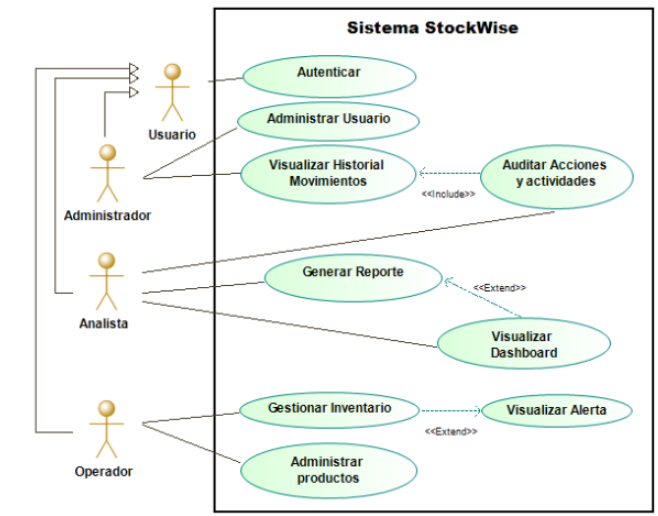 Sistema StockWise
Autenticar
Usuario
Administrar Usuario
Administrador
Visualizar Historial
Movimientos
<<Include>>
Auditar Acciones
y actividades
Analista
Generar Reporte
<<Extend>>
Visualizar
Dashboard
Operador
Gestionar Inventario
<<Extend>>
Visualizar Alerta
Administrar
productos